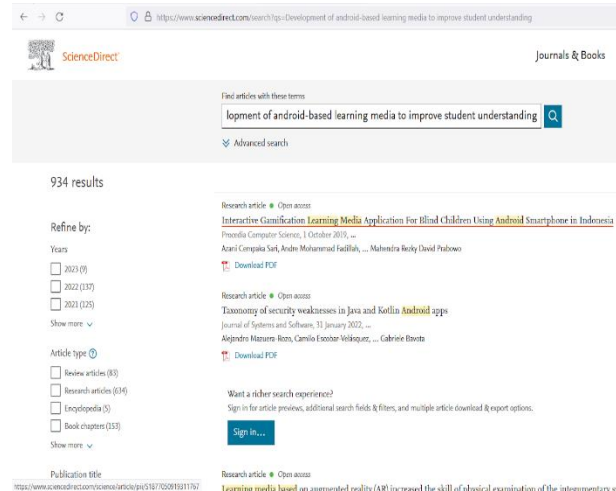 https://www.sciencedirect.com/search?qs=Development of android-based learning media to improve student understanding
ScienceDirect
Journals & Books
Find articles with these terms
lopment of android-based learning media to improve student understanding
Advanced search
934 results
Refine by:
Years
2023 (9)
2022 (137)
2021 (125)
Show more
Article type
Review articles (83)
Research articles (634)
Encyclopedia (5)
Book chapters (153)
Show more
Publication title
Research article Open access
Interactive Gamification Learning Media Application For Blind Children Using Android Smartphone in Indonesia
Procedia Computer Science, 1 October 2019, ...
Azani Cempaka Sari, Andre Mohammad Fadillah, ... Mahendra Rezky David Prabowo
Download PDF
Research article Open access
Taxonomy of security weaknesses in Java and Kotlin Android apps
Journal of Systems and Software, 31 January 2022, ...
Alejandro Mazuera-Rozo, Camilo Escobar-Velásquez, ... Gabriele Bavota
Download PDF
Want a richer search experience?
Sign in for article previews, additional search fields & filters, and multiple article download & export options.
Sign in...
Research article Open access
Learning media based on augmented reality (AR) increased the skill of physical examination of the integumentary s
https://www.sciencedirect.com/science/article/pii/S1877050919311767